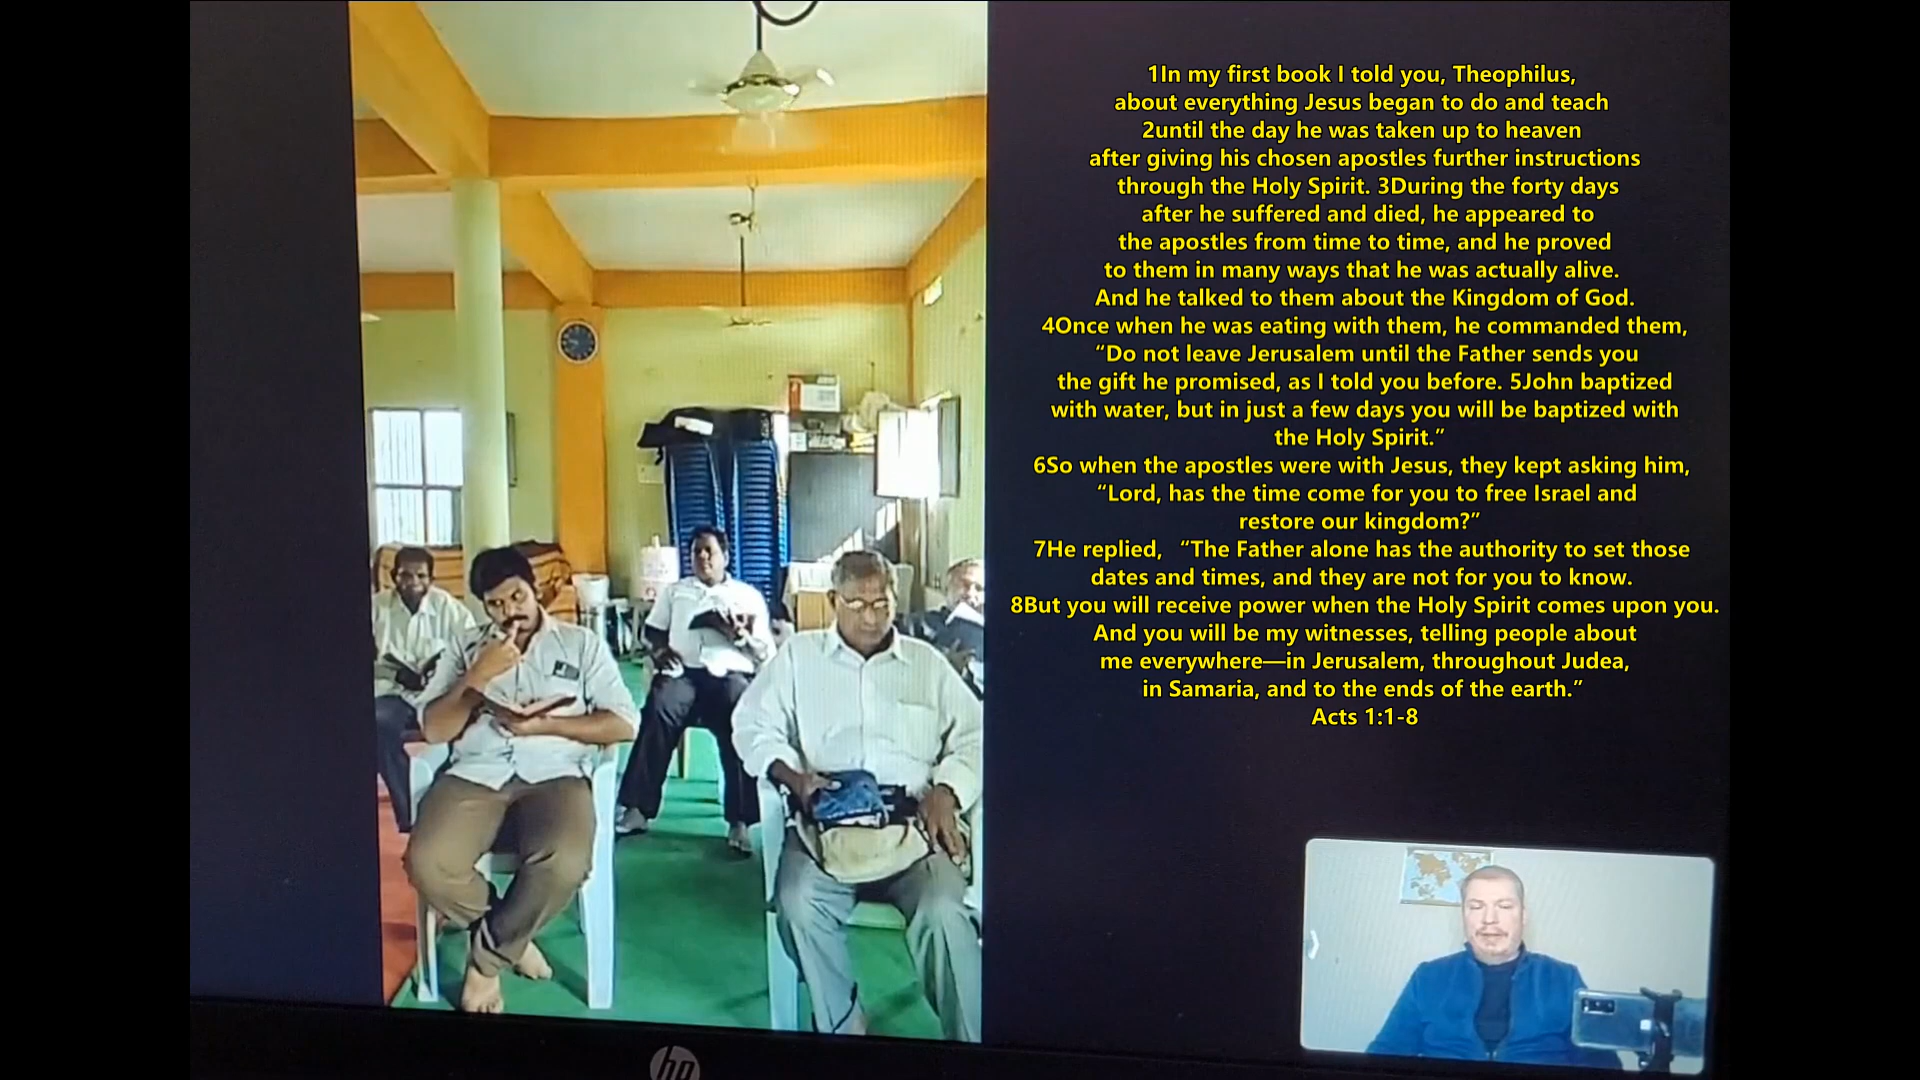 1In my first book I told you, Theophilus,
about everything Jesus began to do and teach
2until the day he was taken up to heaven
after giving his chosen apostles further instructions
through the Holy Spirit. 3During the forty days
after he suffered and died, he appeared to
the apostles from time to time, and he proved
to them in many ways that he was actually alive.
And he talked to them about the Kingdom of God.
4Once when he was eating with them, he commanded them,
“Do not leave Jerusalem until the Father sends you
the gift he promised, as I told you before. 5John baptized
with water, but in just a few days you will be baptized with
the Holy Spirit.”
6So when the apostles were with Jesus, they kept asking him,
“Lord, has the time come for you to free Israel and
restore our kingdom?”
7He replied, “The Father alone has the authority to set those
dates and times, and they are not for you to know.
8But you will receive power when the Holy Spirit comes upon you.
And you will be my witnesses, telling people about
me everywhere—in Jerusalem, throughout Judea,
in Samaria, and to the ends of the earth.”
Acts 1:1-8
hp